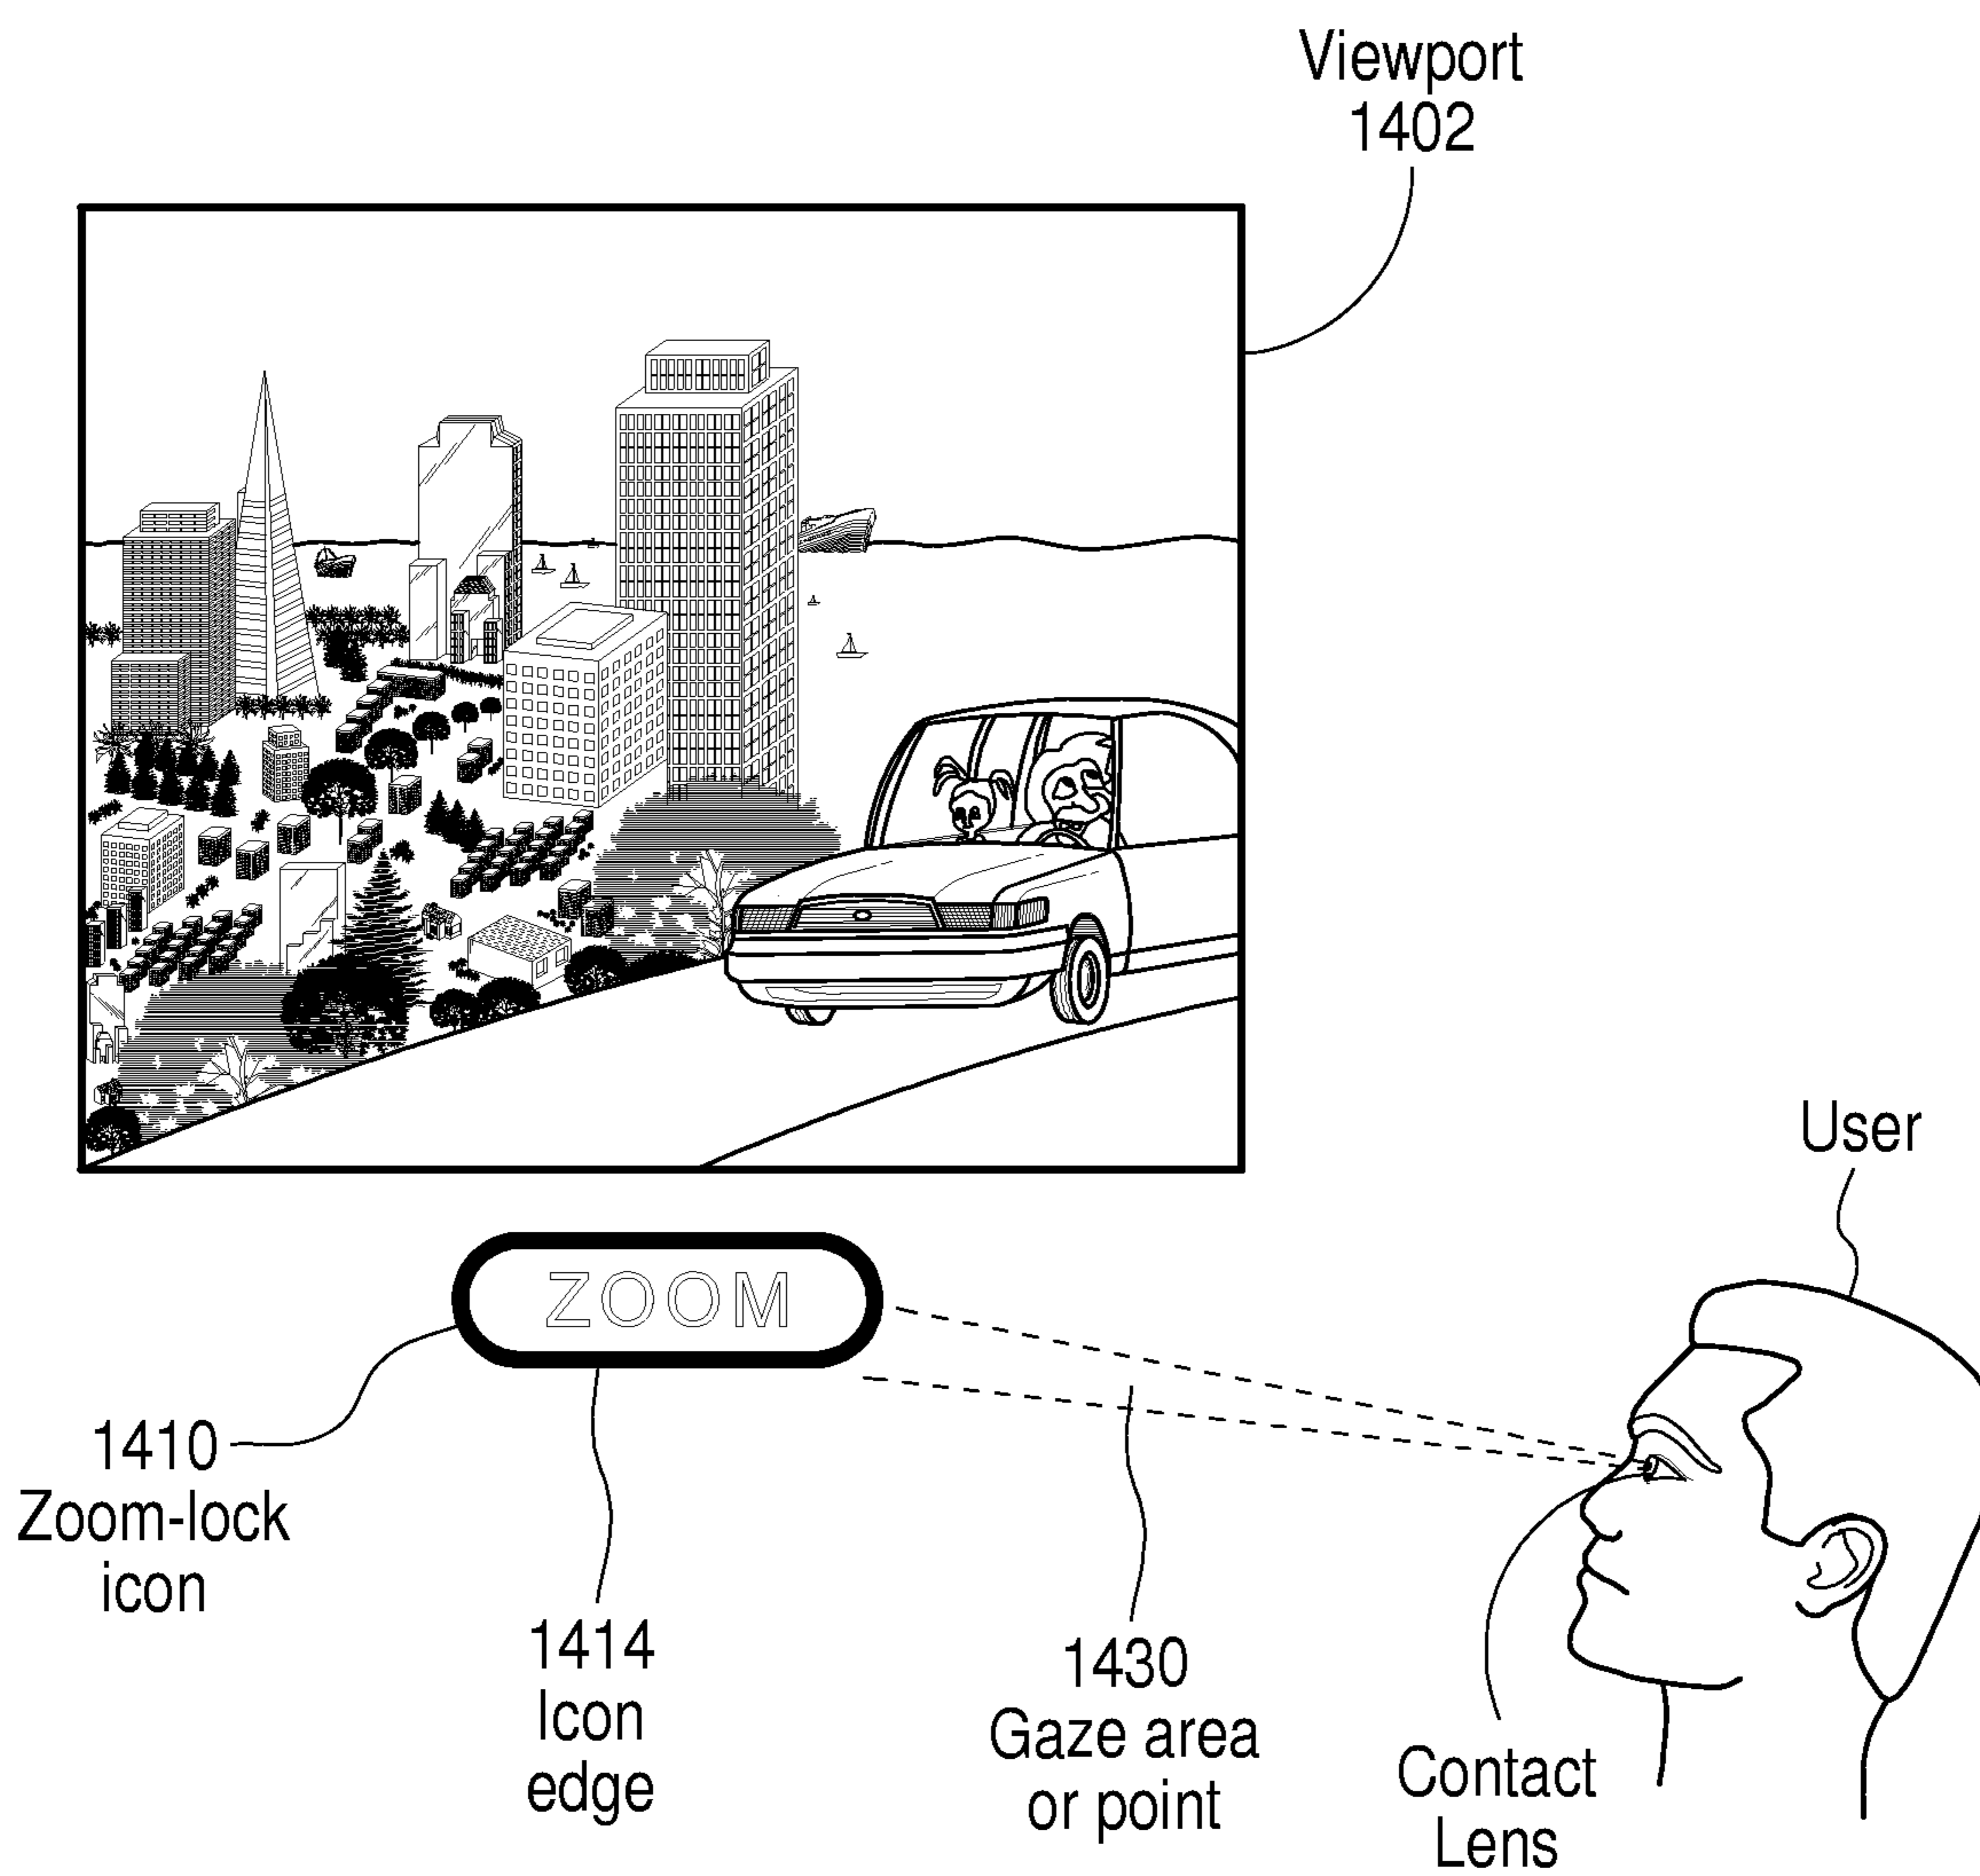 Viewport
1402
User
ZOOM
1410
Zoom-lock
icon
1414
Icon
edge
1430
Gaze area
or point
Contact
Lens